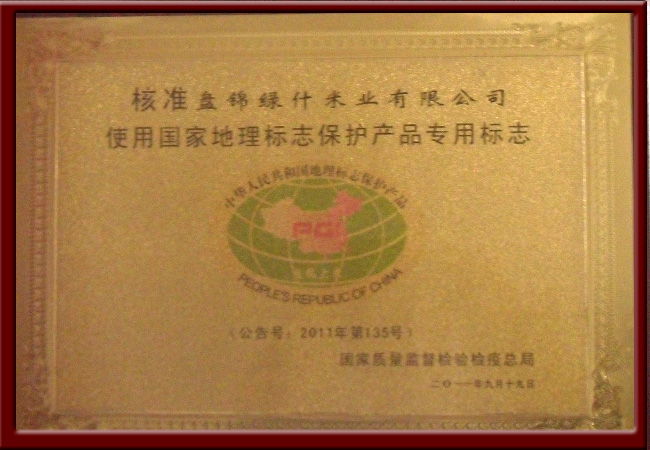 核准盘锦绿什米业有限公司
使用国家地理标志保护产品专用标志
中华人民共和国地理标志保护产品
PGI
PEOPLE'S REPUBLIC OF CHINA
（公告号：2011年第135号）
国家质量监督检验检疫总局
二〇一一年九月十九日